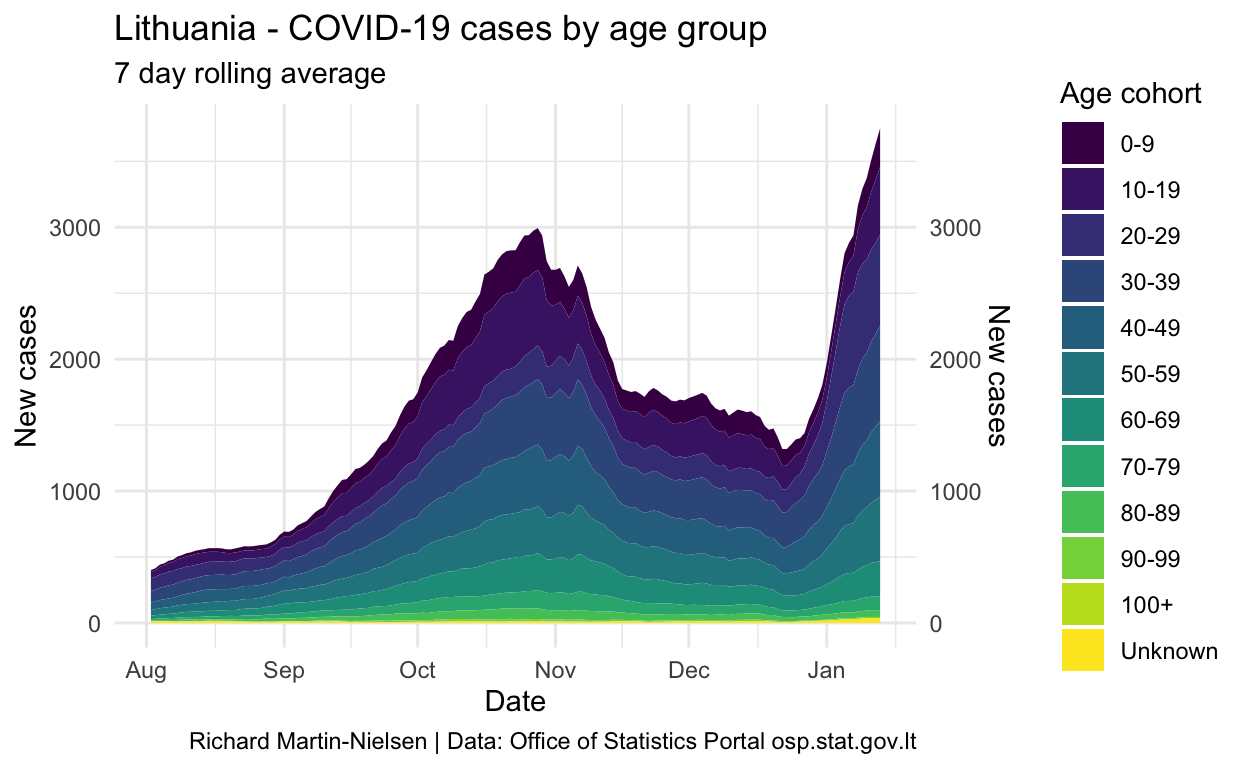 Lithuania - COVID-19 cases by age group
7 day rolling average
New cases
3000
2000
1000
0
3000
2000
1000
0
New cases
Aug
Sep
Oct
Nov
Dec
Jan
Date
Richard Martin-Nielsen | Data: Office of Statistics Portal osp.stat.gov.lt
Age cohort
0-9
10-19
20-29
30-39
40-49
50-59
60-69
70-79
80-89
90-99
100+
Unknown